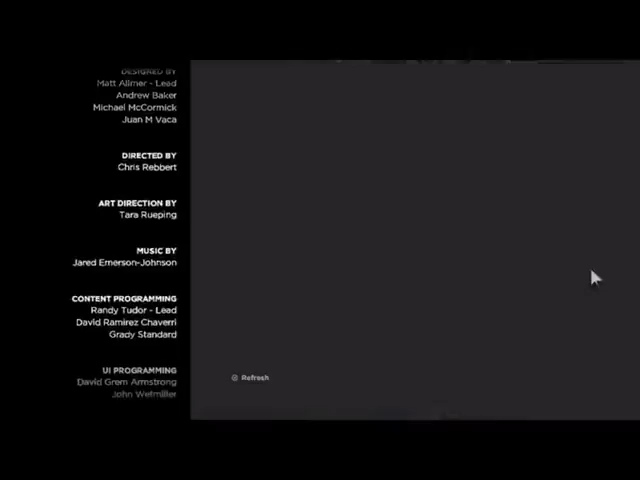 DESIGNED BY
Matt Allmer - Lead
Andrew Baker
Michael McCormick
Juan M Vaca
DIRECTED BY
Chris Rebbert
ART DIRECTION BY
Tara Rueping
MUSIC BY
Jared Emerson-Johnson
CONTENT PROGRAMMING
Randy Tudor - Lead
David Ramirez Chaverri
Grady Standard
UI PROGRAMMING
David Grem Armstrong
John Wetmiller
Refresh